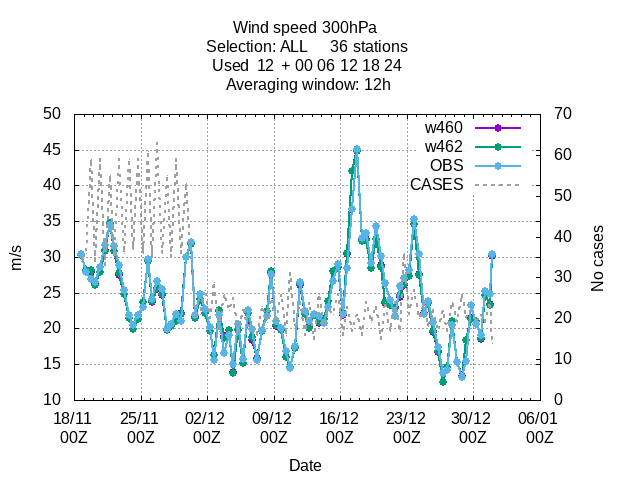 Wind speed 300hPa
Selection: ALL 36 stations
Used 12 + 00 06 12 18 24
Averaging window: 12h
50 70
w460
w462
OBS
CASES
45
40
35
30
25
20
15
10
60
50
40
30
20
10
0
m/s
No cases
18/11 25/11 02/12 09/12 16/12 23/12 30/12 06/01
00Z 00Z 00Z 00Z 00Z 00Z 00Z 00Z
Date